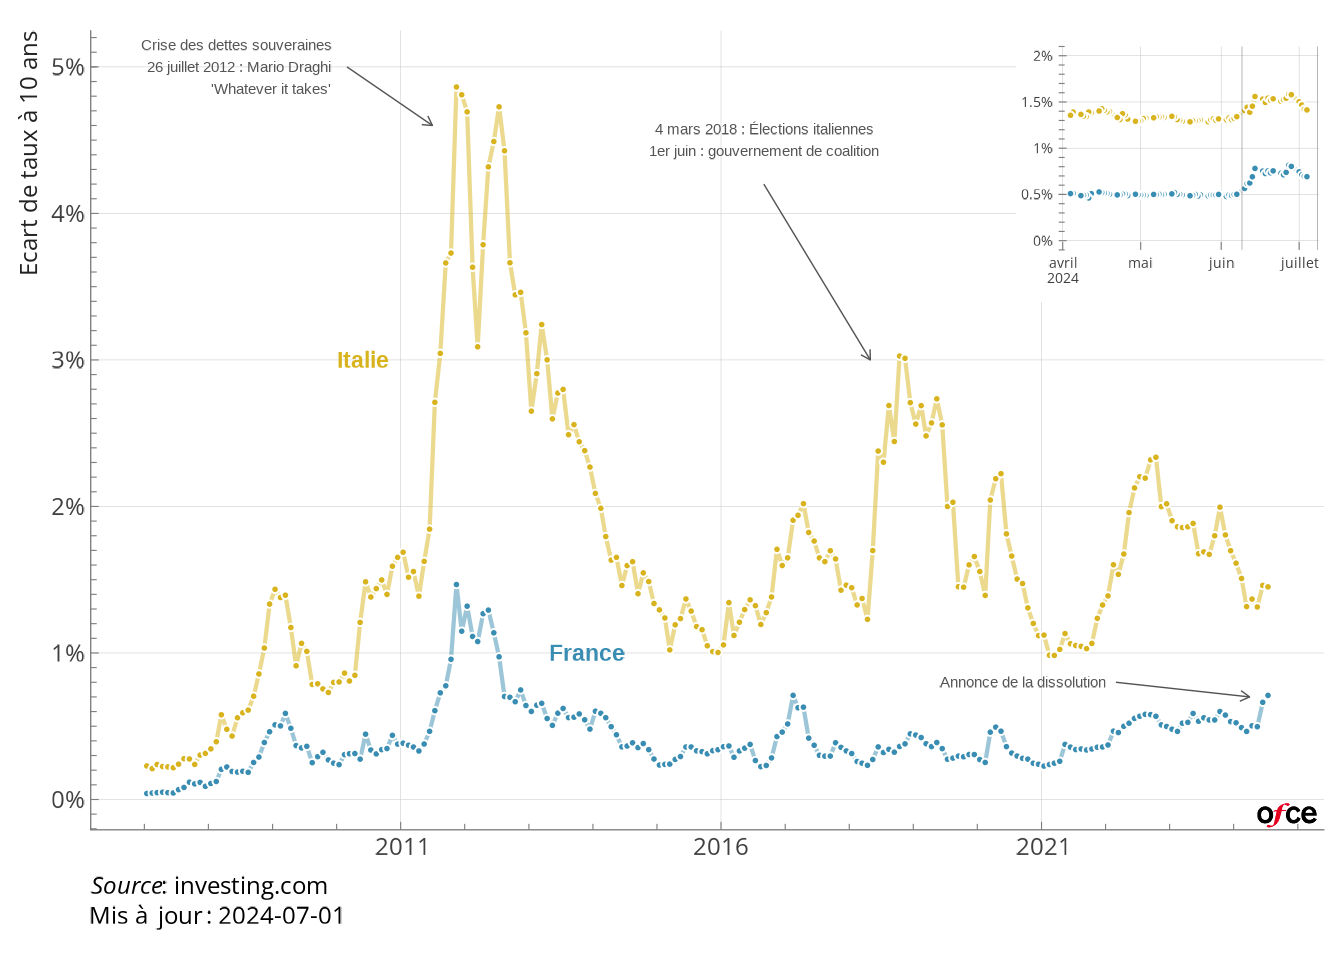 Ecart de taux à 10 ans
5%
4%
3%
2%
1%
0%
2011
2016
2021
Crise des dettes souveraines
26 juillet 2012 : Mario Draghi
'Whatever it takes'
4 mars 2018 : Élections italiennes
1er juin : gouvernement de coalition
Italie
France
Annonce de la dissolution
2%
1.5%
1%
0.5%
0%
avril
2024
mai
juin
juillet
ofce
Source: investing.com
Mis à jour : 2024-07-01